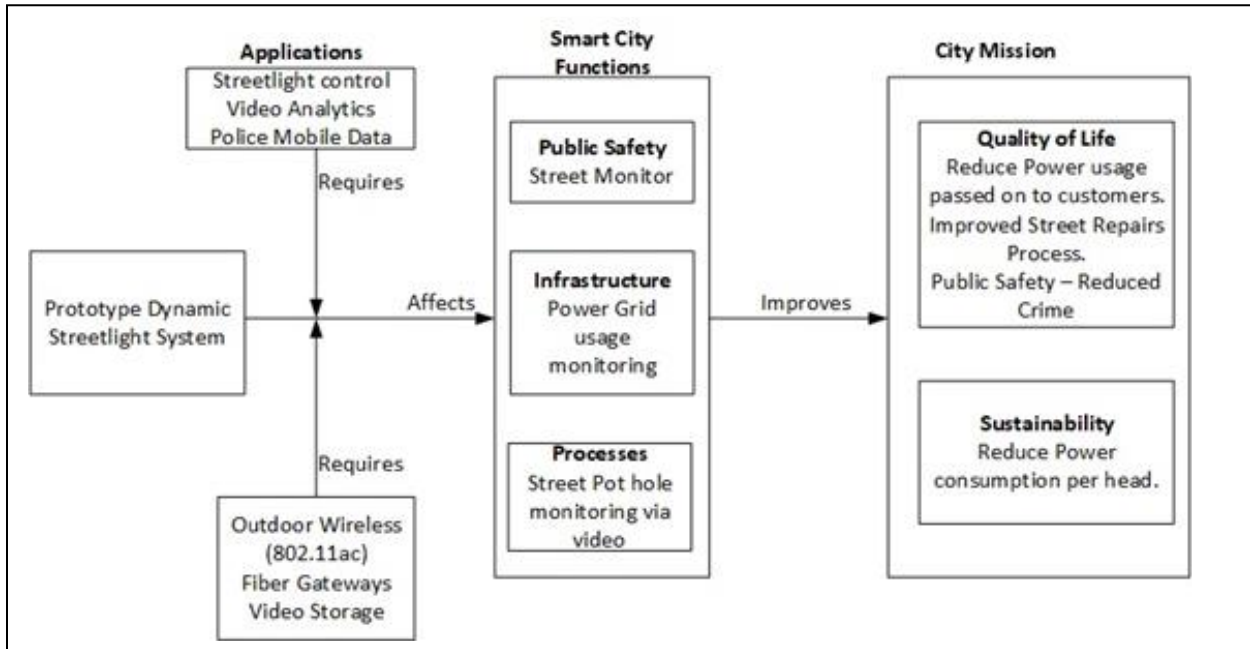 Applications
Streetlight control
Video Analytics
Police Mobile Data
Requires
Prototype Dynamic
Streetlight System
Affects
Requires
Outdoor Wireless
(802.11ac)
Fiber Gateways
Video Storage
Smart City
Functions
Public Safety
Street Monitor
Infrastructure
Power Grid
usage
monitoring
Processes
Street Pot hole
monitoring via
video
Improves
City Mission
Quality of Life
Reduce Power usage
passed on to customers.
Improved Street Repairs
Process.
Public Safety – Reduced
Crime
Sustainability
Reduce Power
consumption per head.